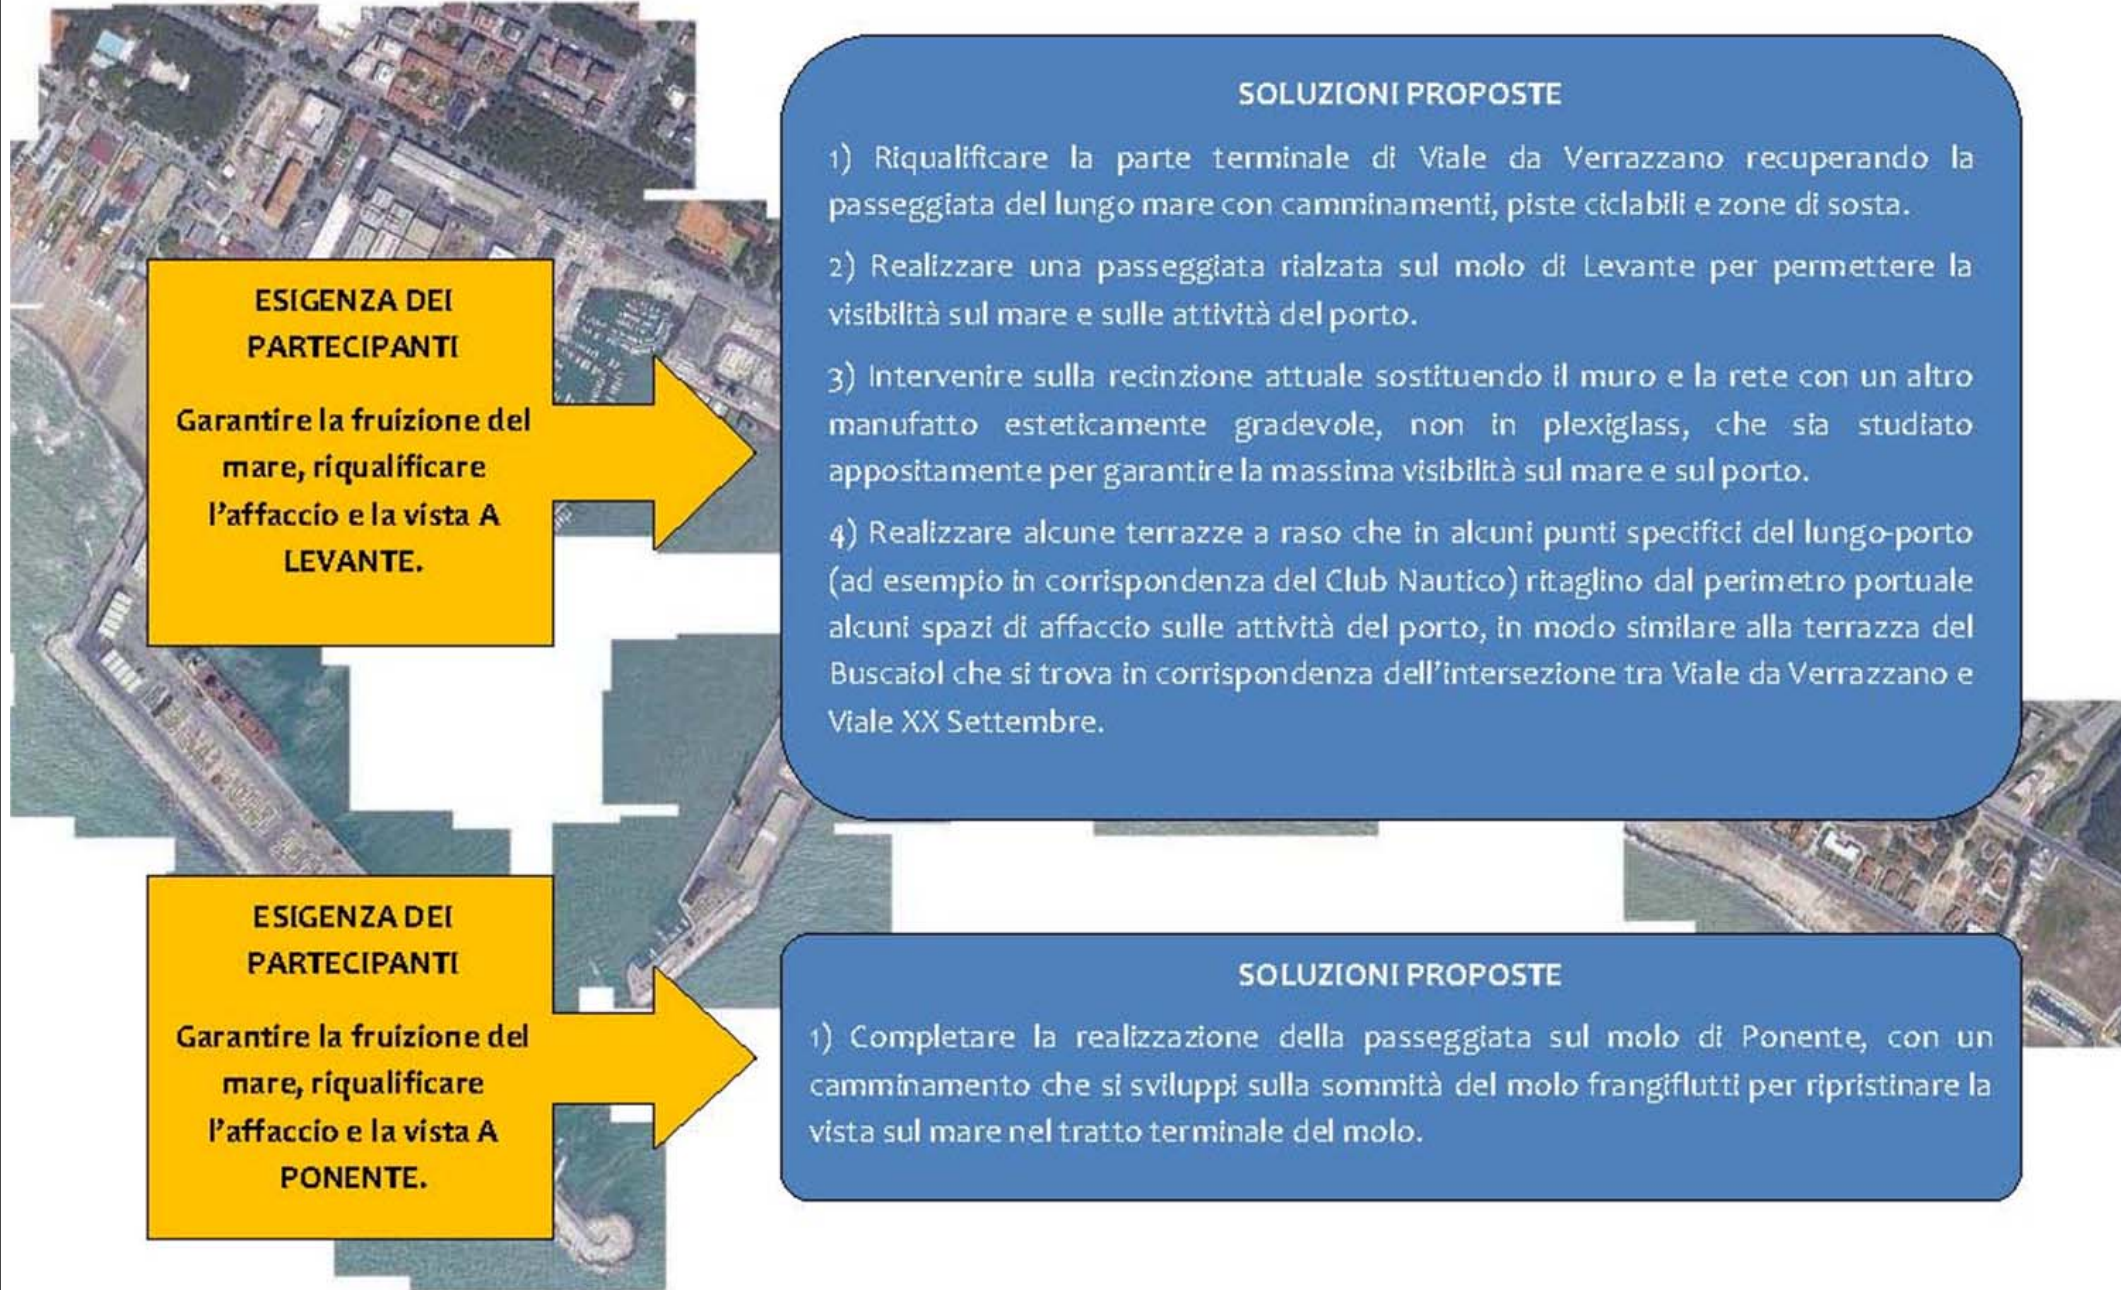 ESIGENZA DEI
PARTECIPANTI
Garantire la fruizione del
mare, riqualificare
l'affaccio e la vista A
LEVANTE.
SOLUZIONI PROPOSTE
1) Riqualificare la parte terminale di Viale da Verrazzano recuperando la
passeggiata del lungo mare con camminamenti, piste ciclabili e zone di sosta.
2) Realizzare una passeggiata rialzata sul molo di Levante per permettere la
visibilità sul mare e sulle attività del porto.
3) Intervenire sulla recinzione attuale sostituendo il muro e la rete con un altro
manufatto esteticamente gradevole, non in plexiglass, che sia studiato
appositamente per garantire la massima visibilità sul mare e sul porto.
4) Realizzare alcune terrazze a raso che in alcuni punti specifici del lungo-porto
(ad esempio in corrispondenza del Club Nautico) ritaglino dal perimetro portuale
alcuni spazi di affaccio sulle attività del porto, in modo similare alla terrazza del
Buscaiol che si trova in corrispondenza dell'intersezione tra Viale da Verrazzano e
Viale XX Settembre.
ESIGENZA DEI
PARTECIPANTI
Garantire la fruizione del
mare, riqualificare
l'affaccio e la vista A
PONENTE.
SOLUZIONI PROPOSTE
1) Completare la realizzazione della passeggiata sul molo di Ponente, con un
camminamento che si sviluppi sulla sommità del molo frangiflutti per ripristinare la
vista sul mare nel tratto terminale del molo.